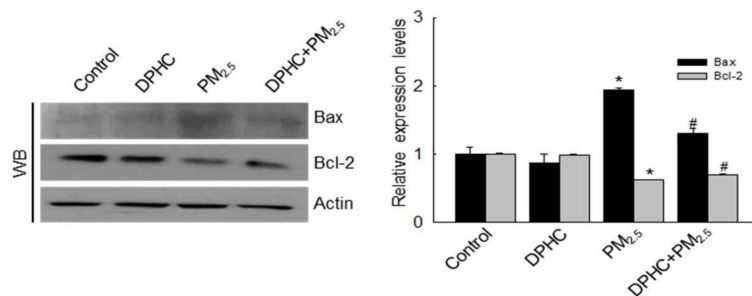 Control
DPHC
PM2.5
DPHC+PM2.5
WB
Bax
Bcl-2
Actin
Relative expression levels
3
2
1
0
Bax
Bcl-2
*
*
#
#
Control
DPHC
PM2.5
DPHC+PM2.5